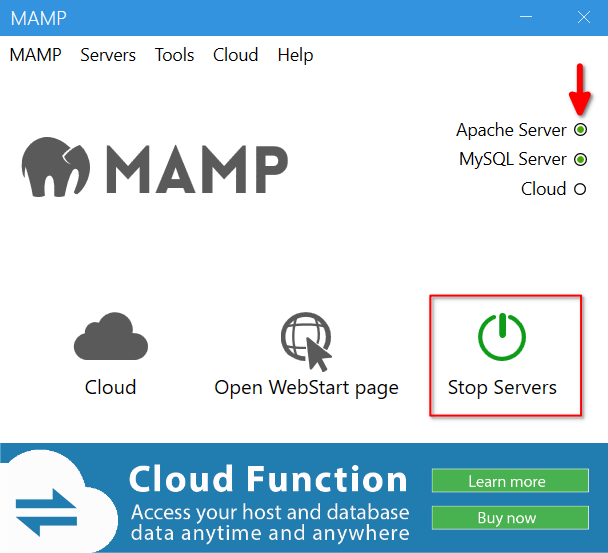 MAMP
MAMP Servers Tools Cloud Help
Apache Server
MySQL Server
Cloud
MAMP
Cloud
Open WebStart page
Stop Servers
Cloud Function
Access your host and database
data anytime and anywhere
Learn more
Buy now